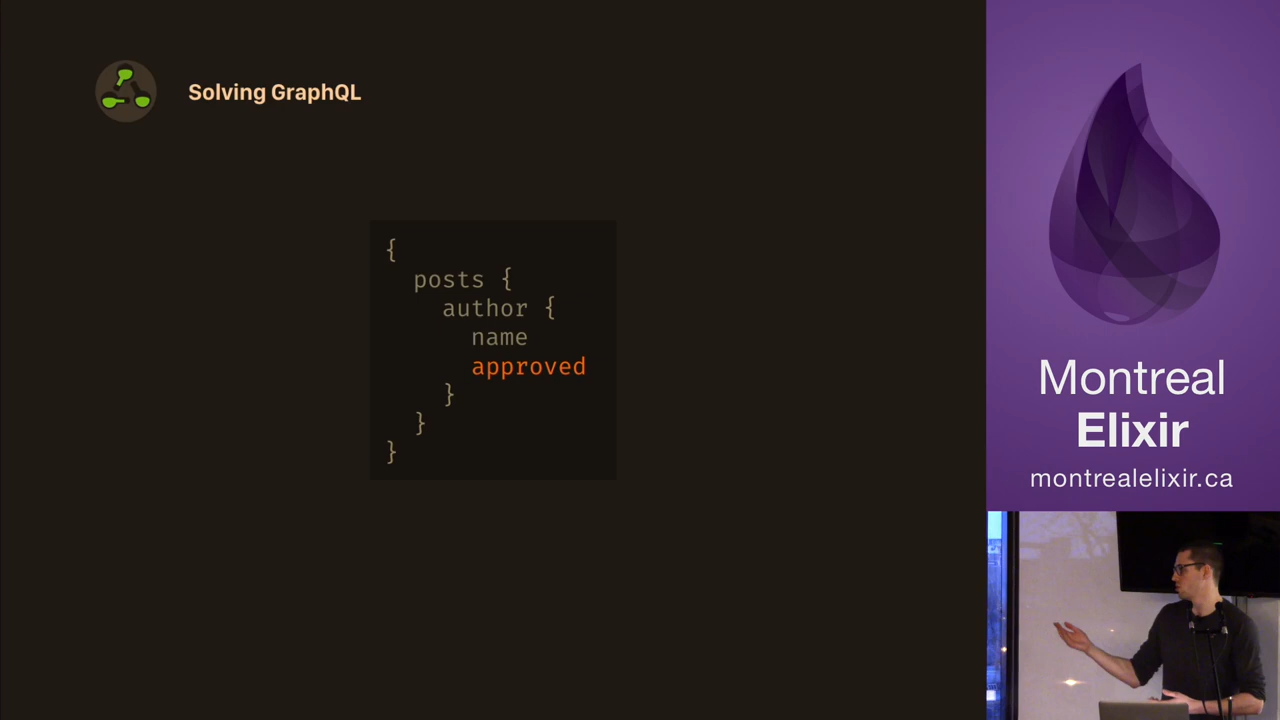 Solving GraphQL
{
  posts {
    author {
      name
      approved
    }
  }
}
Montreal
Elixir
montrealelixir.ca